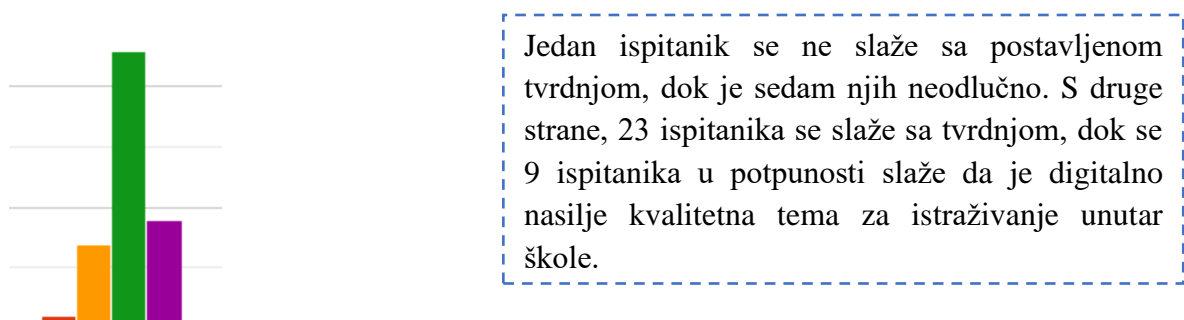 Jedan ispitanik se ne slaže sa postavljenom
tvrdnjom, dok je sedam njih neodlučno. S druge
strane, 23 ispitanika se slaže sa tvrdnjom, dok se
9 ispitanika u potpunosti slaže da je digitalno
nasilje kvalitetna tema za istraživanje unutar
škole.